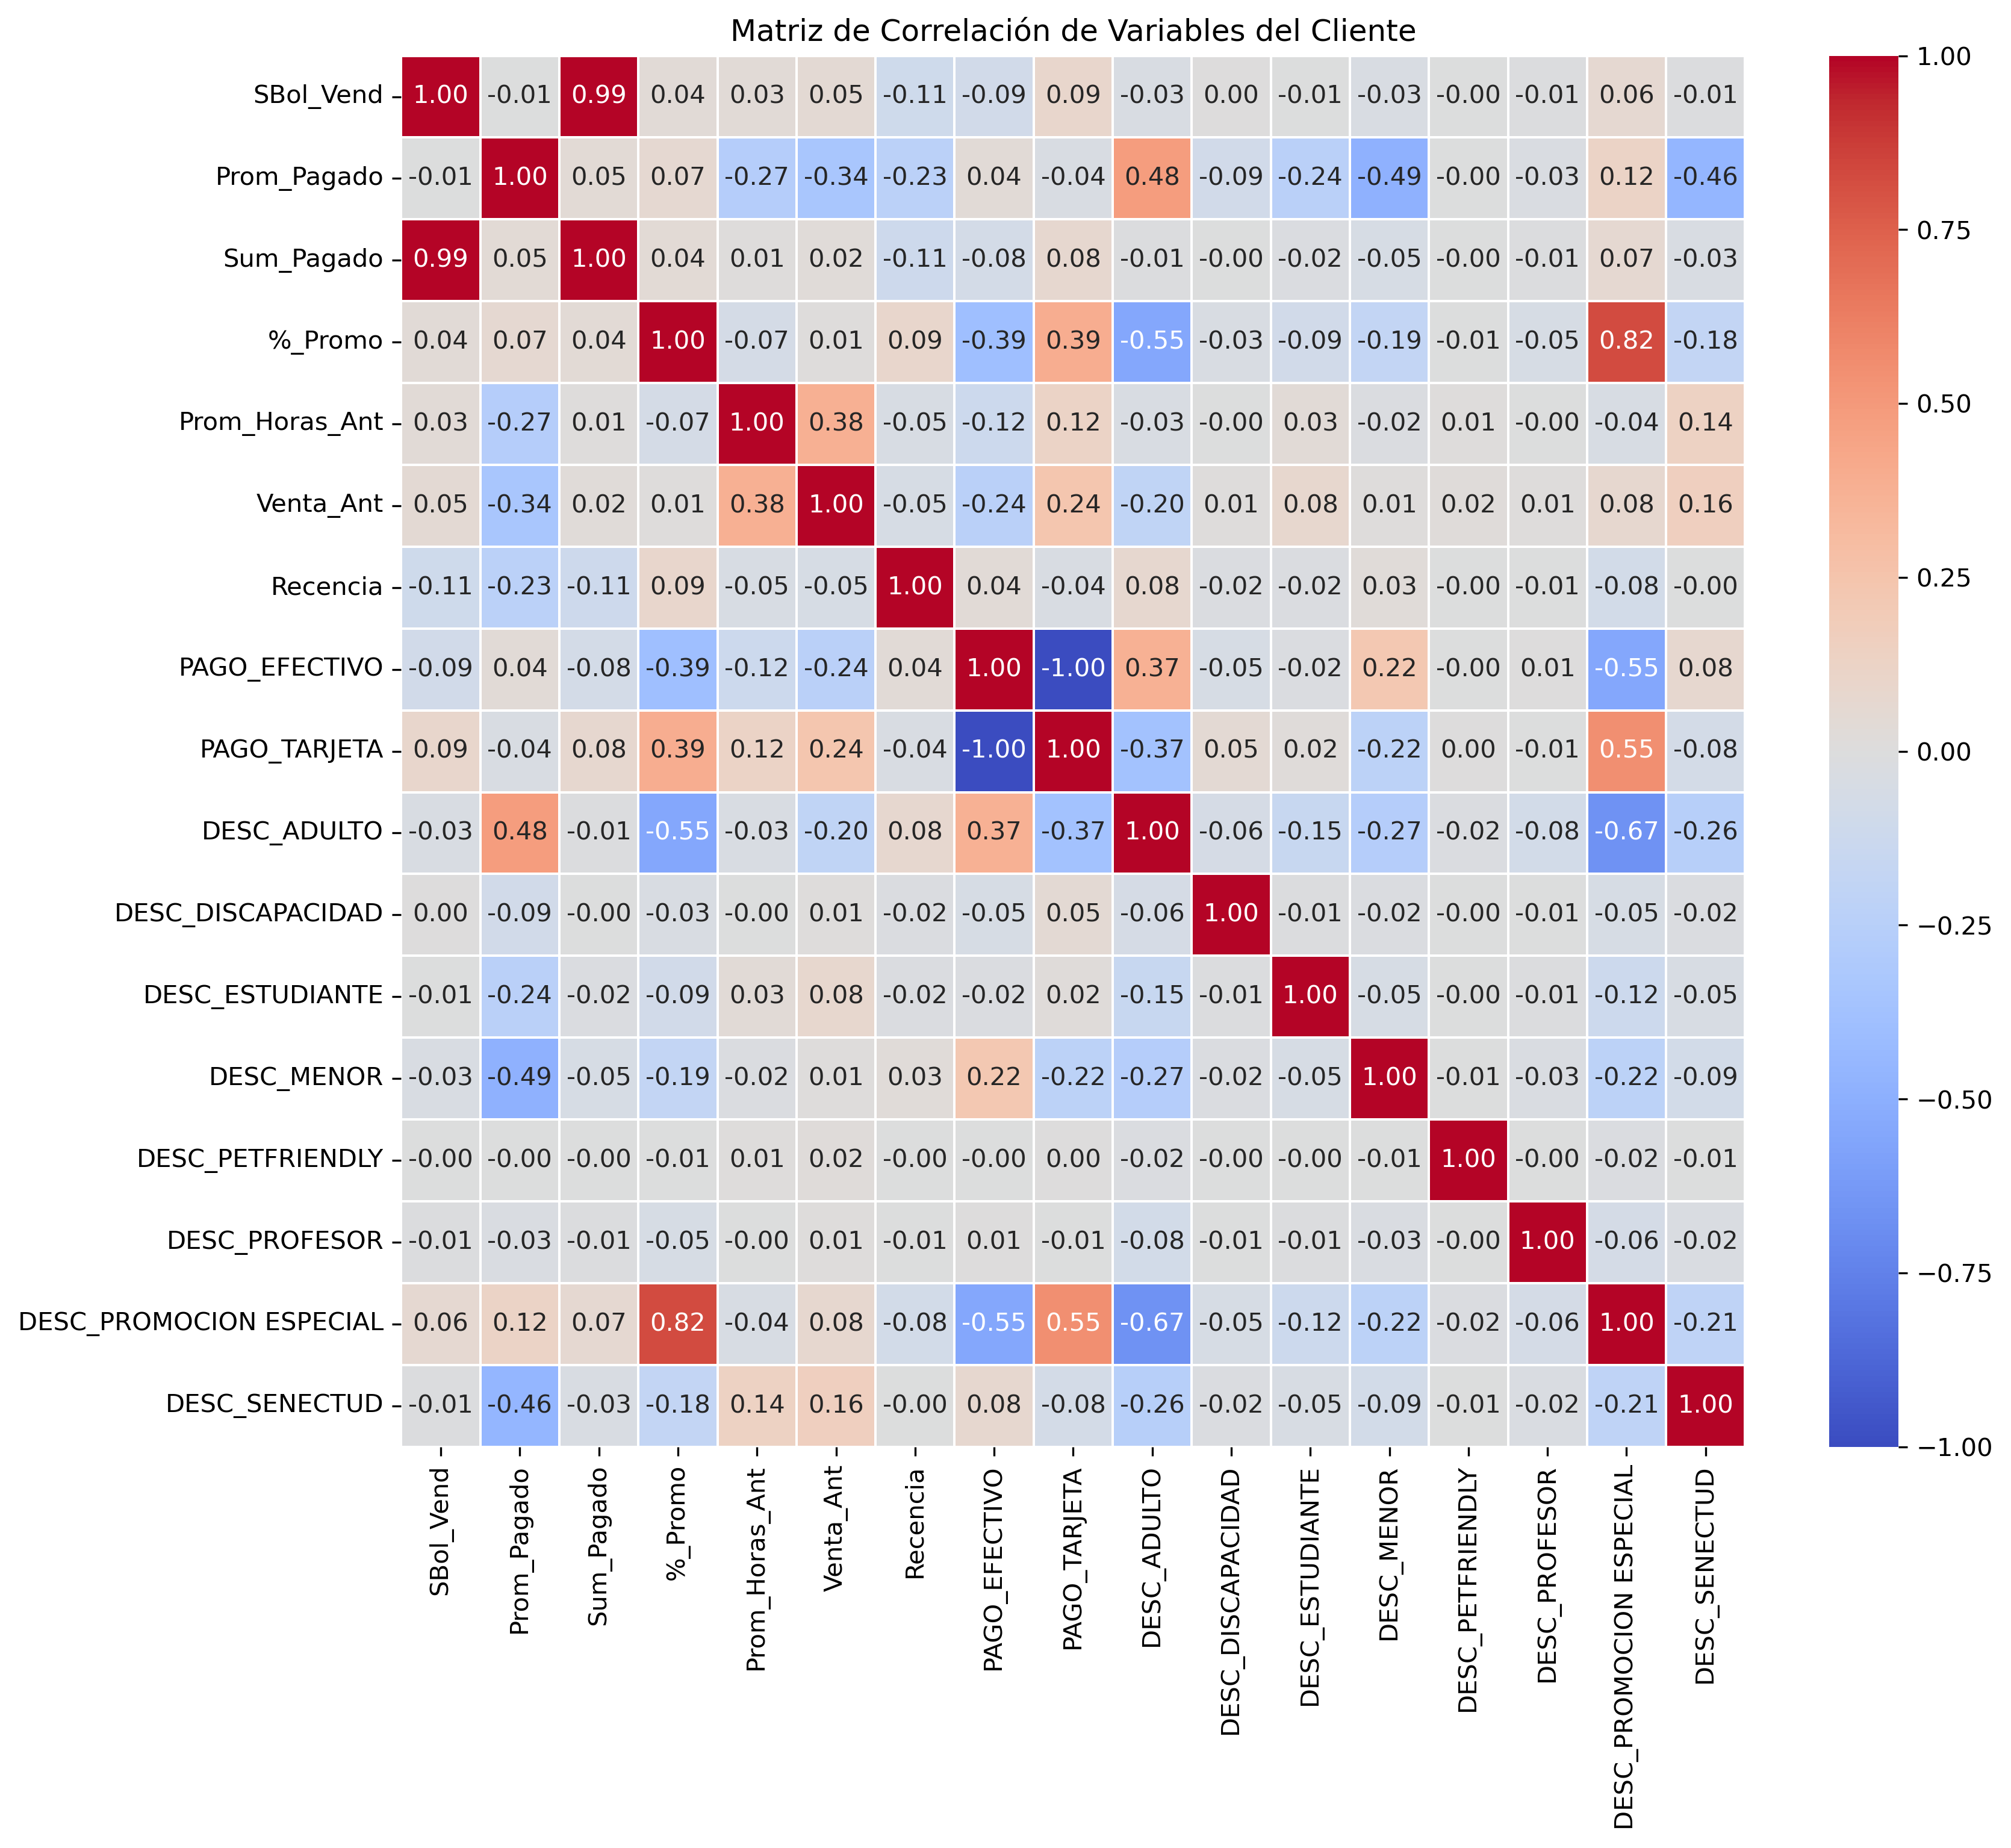 Matriz de Correlación de Variables del Cliente
SBol_Vend 1.00 -0.01 0.99 0.04 0.03 0.05 -0.11 -0.09 0.09 -0.03 0.00 -0.01 -0.03 -0.00 -0.01 0.06 -0.01
Prom_Pagado -0.01 1.00 0.05 0.07 -0.27 -0.34 -0.23 0.04 -0.04 0.48 -0.09 -0.24 -0.49 -0.00 -0.03 0.12 -0.46
Sum_Pagado 0.99 0.05 1.00 0.04 0.01 0.02 -0.11 -0.08 0.08 -0.01 -0.00 -0.02 -0.05 -0.00 -0.01 0.07 -0.03
%_Promo 0.04 0.07 0.04 1.00 -0.07 0.01 0.09 -0.39 0.39 -0.55 -0.03 -0.09 -0.19 -0.01 -0.05 0.82 -0.18
Prom_Horas_Ant 0.03 -0.27 0.01 -0.07 1.00 0.38 -0.05 -0.12 0.12 -0.03 -0.00 0.03 -0.02 0.01 -0.00 -0.04 0.14
Venta_Ant 0.05 -0.34 0.02 0.01 0.38 1.00 -0.05 -0.24 0.24 -0.20 0.01 0.08 0.01 0.02 0.01 0.08 0.16
Recencia -0.11 -0.23 -0.11 0.09 -0.05 -0.05 1.00 0.04 -0.04 0.08 -0.02 -0.02 0.03 -0.00 -0.01 -0.08 -0.00
PAGO_EFECTIVO -0.09 0.04 -0.08 -0.39 -0.12 -0.24 0.04 1.00 -1.00 0.37 -0.05 -0.02 0.22 -0.00 0.01 -0.55 0.08
PAGO_TARJETA 0.09 -0.04 0.08 0.39 0.12 0.24 -0.04 -1.00 1.00 -0.37 0.05 0.02 -0.22 0.00 -0.01 0.55 -0.08
DESC_ADULTO -0.03 0.48 -0.01 -0.55 -0.03 -0.20 0.08 0.37 -0.37 1.00 -0.06 -0.15 -0.27 -0.02 -0.08 -0.67 -0.26
DESC_DISCAPACIDAD 0.00 -0.09 -0.00 -0.03 -0.00 0.01 -0.02 -0.05 0.05 -0.06 1.00 -0.01 -0.02 -0.00 -0.01 -0.05 -0.02
DESC_ESTUDIANTE -0.01 -0.24 -0.02 -0.09 0.03 0.08 -0.02 -0.02 0.02 -0.15 -0.01 1.00 -0.05 -0.00 -0.01 -0.12 -0.05
DESC_MENOR -0.03 -0.49 -0.05 -0.19 -0.02 0.01 0.03 0.22 -0.22 -0.27 -0.02 -0.05 1.00 -0.01 -0.03 -0.22 -0.09
DESC_PETFRIENDLY -0.00 -0.00 -0.00 -0.01 0.01 0.02 -0.00 -0.00 0.00 -0.02 -0.00 -0.00 -0.01 1.00 -0.00 -0.02 -0.01
DESC_PROFESOR -0.01 -0.03 -0.01 -0.05 -0.00 0.01 -0.01 0.01 -0.01 -0.08 -0.01 -0.01 -0.03 -0.00 1.00 -0.06 -0.02
DESC_PROMOCION ESPECIAL 0.06 0.12 0.07 0.82 -0.04 0.08 -0.08 -0.55 0.55 -0.67 -0.05 -0.12 -0.22 -0.02 -0.06 1.00 -0.21
DESC_SENECTUD -0.01 -0.46 -0.03 -0.18 0.14 0.16 -0.00 0.08 -0.08 -0.26 -0.02 -0.05 -0.09 -0.01 -0.02 -0.21 1.00
SBol_Vend
Prom_Pagado
Sum_Pagado
%_Promo
Prom_Horas_Ant
Venta_Ant
Recencia
PAGO_EFECTIVO
PAGO_TARJETA
DESC_ADULTO
DESC_DISCAPACIDAD
DESC_ESTUDIANTE
DESC_MENOR
DESC_PETFRIENDLY
DESC_PROFESOR
DESC_PROMOCION ESPECIAL
DESC_SENECTUD
1.00
0.75
0.50
0.25
0.00
−0.25
−0.50
−0.75
−1.00